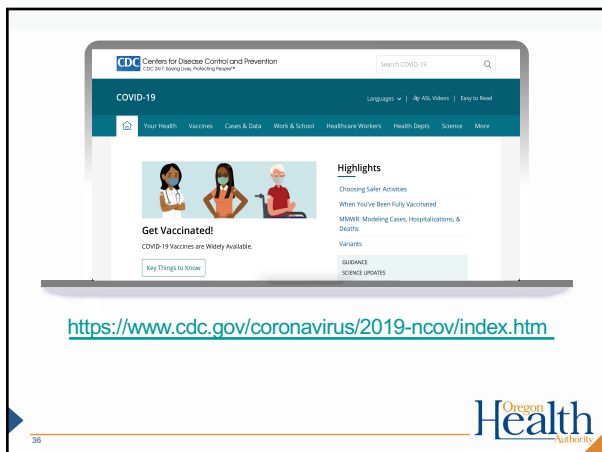 CDC Centers for Disease Control and Prevention
CDC 24/7: Saving Lives, Protecting People™
Search COVID-19
COVID-19
Languages | ASL Videos | Easy to Read
Your Health Vaccines Cases & Data Work & School Healthcare Workers Health Depts Science More
Get Vaccinated!
COVID-19 Vaccines are Widely Available.
Key Things to Know
Highlights
Choosing Safer Activities
When You've Been Fully Vaccinated
MMWR: Modeling Cases, Hospitalizations, &
Deaths
Variants
GUIDANCE
SCIENCE UPDATES
https://www.cdc.gov/coronavirus/2019-ncov/index.htm
36
Oregon
Health
Authority